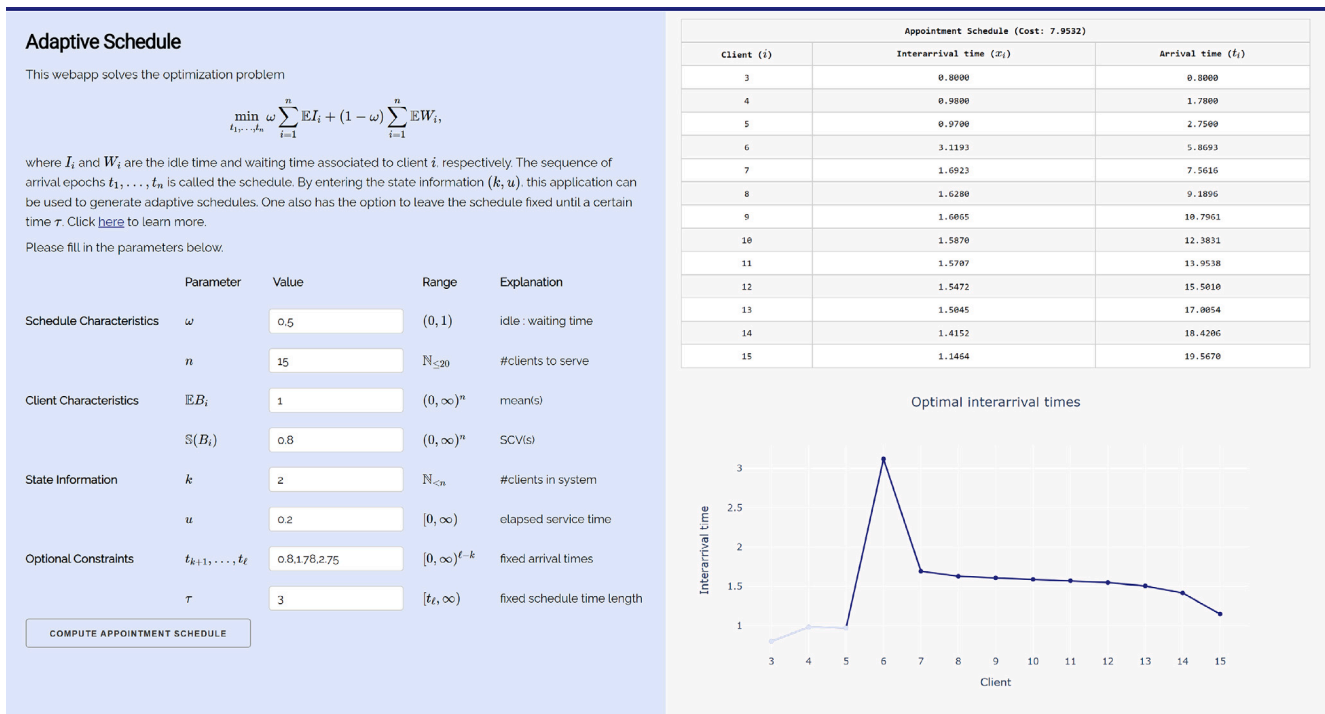 Adaptive Schedule
This webapp solves the optimization problem
min_{t_1,...,t_n} ω ∑_{i=1}^{n} 𝔼I_i + (1 − ω) ∑_{i=1}^{n} 𝔼W_i,
where I_i and W_i are the idle time and waiting time associated to client i, respectively. The sequence of
arrival epochs t_1, . . . , t_n is called the schedule. By entering the state information (k, u), this application can
be used to generate adaptive schedules. One also has the option to leave the schedule fixed until a certain
time τ. Click here to learn more.
Please fill in the parameters below.
Parameter Value Range Explanation
Schedule Characteristics ω 0.5 (0, 1) idle : waiting time
n 15 ℕ_{≤20} #clients to serve
Client Characteristics 𝔼B_i 1 (0, ∞)^n mean(s)
𝕊(B_i) 0.8 (0, ∞)^n SCV(s)
State Information k 2 ℕ_{<n} #clients in system
u 0.2 [0, ∞) elapsed service time
Optional Constraints t_{k+1}, . . . , t_ℓ 0.8,1.78,2.75 [0, ∞)^{ℓ−k} fixed arrival times
τ 3 [t_ℓ, ∞) fixed schedule time length
COMPUTE APPOINTMENT SCHEDULE
Appointment Schedule (Cost: 7.9532)
Client (i) Interarrival time (x_i) Arrival time (t_i)
3 0.8000 0.8000
4 0.9800 1.7800
5 0.9700 2.7500
6 3.1193 5.8693
7 1.6923 7.5616
8 1.6280 9.1896
9 1.6065 10.7961
10 1.5870 12.3831
11 1.5707 13.9538
12 1.5472 15.5010
13 1.5045 17.0054
14 1.4152 18.4206
15 1.1464 19.5670
Optimal interarrival times
Interarrival time
3
2.5
2
1.5
1
3 4 5 6 7 8 9 10 11 12 13 14 15
Client